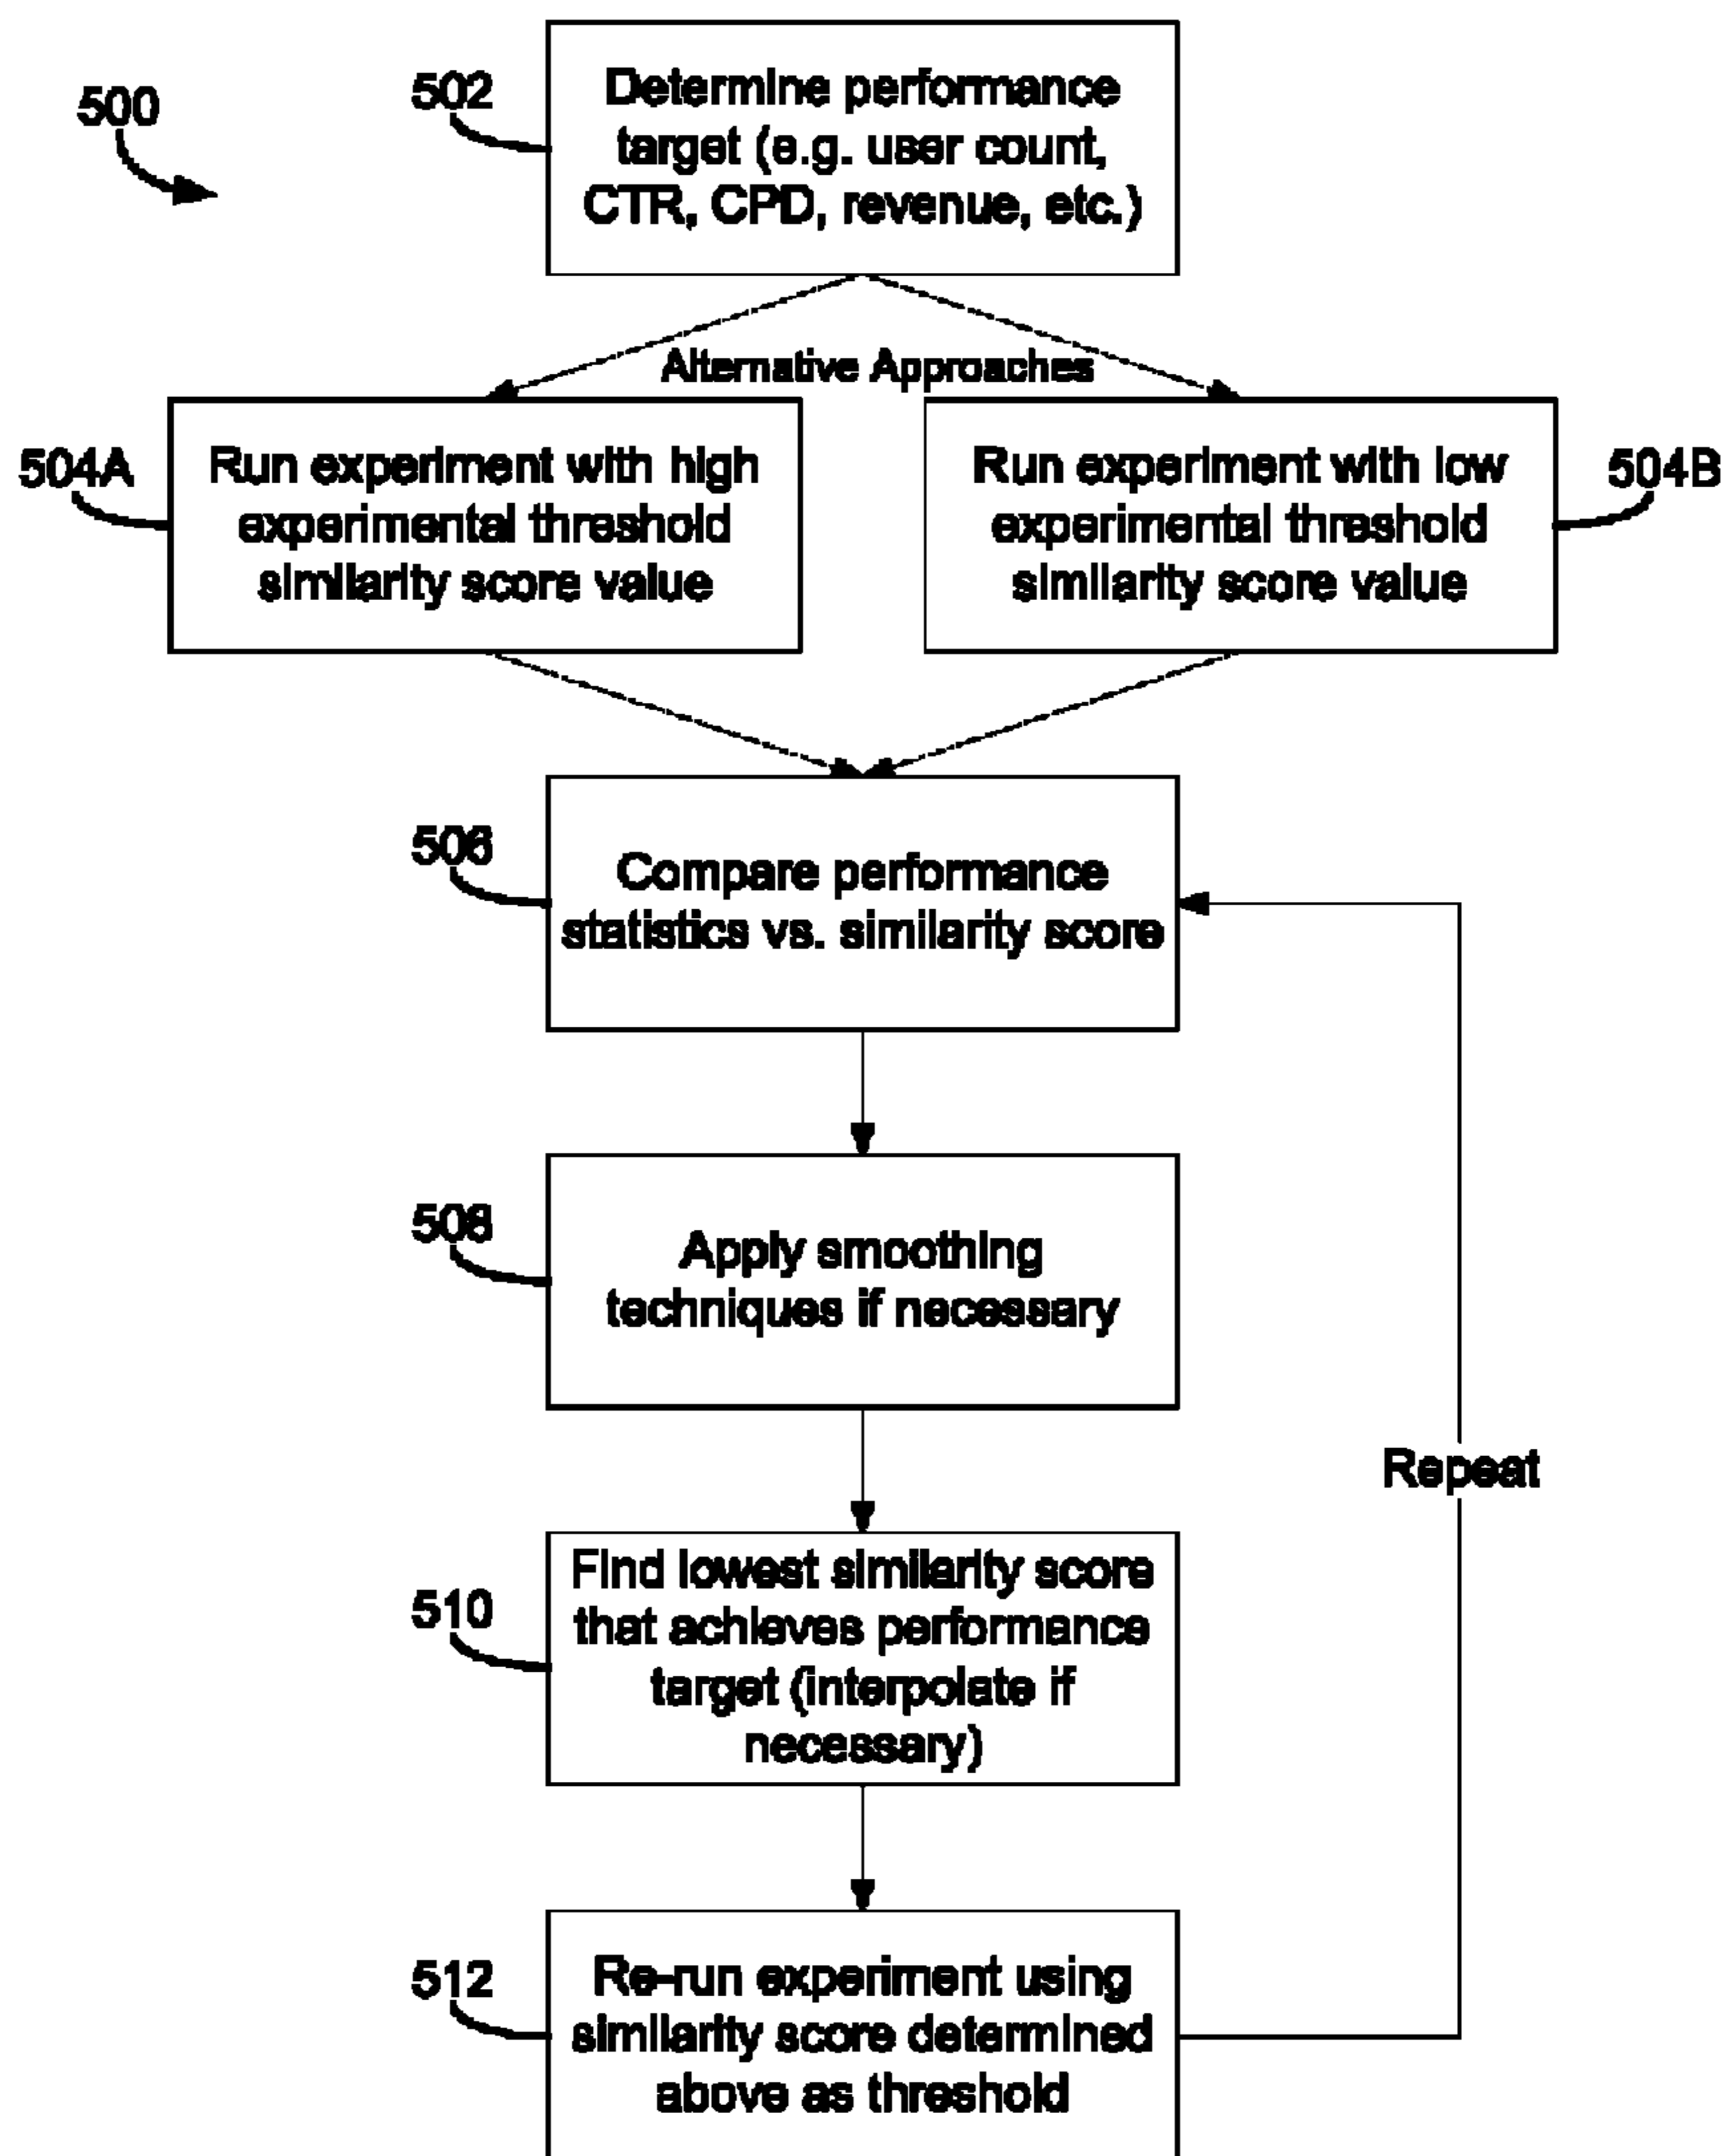 500
502
Determine performance
target (e.g. user count,
CTR, CPD, revenue, etc.)
Alternative Approaches
504A
Run experiment with high
experimental threshold
similarity score value
Run experiment with low
experimental threshold
similarity score value
504B
506
Compare performance
statistics vs. similarity score
508
Apply smoothing
techniques if necessary
Repeat
510
Find lowest similarity score
that achieves performance
target (interpolate if
necessary)
512
Re-run experiment using
similarity score determined
above as threshold